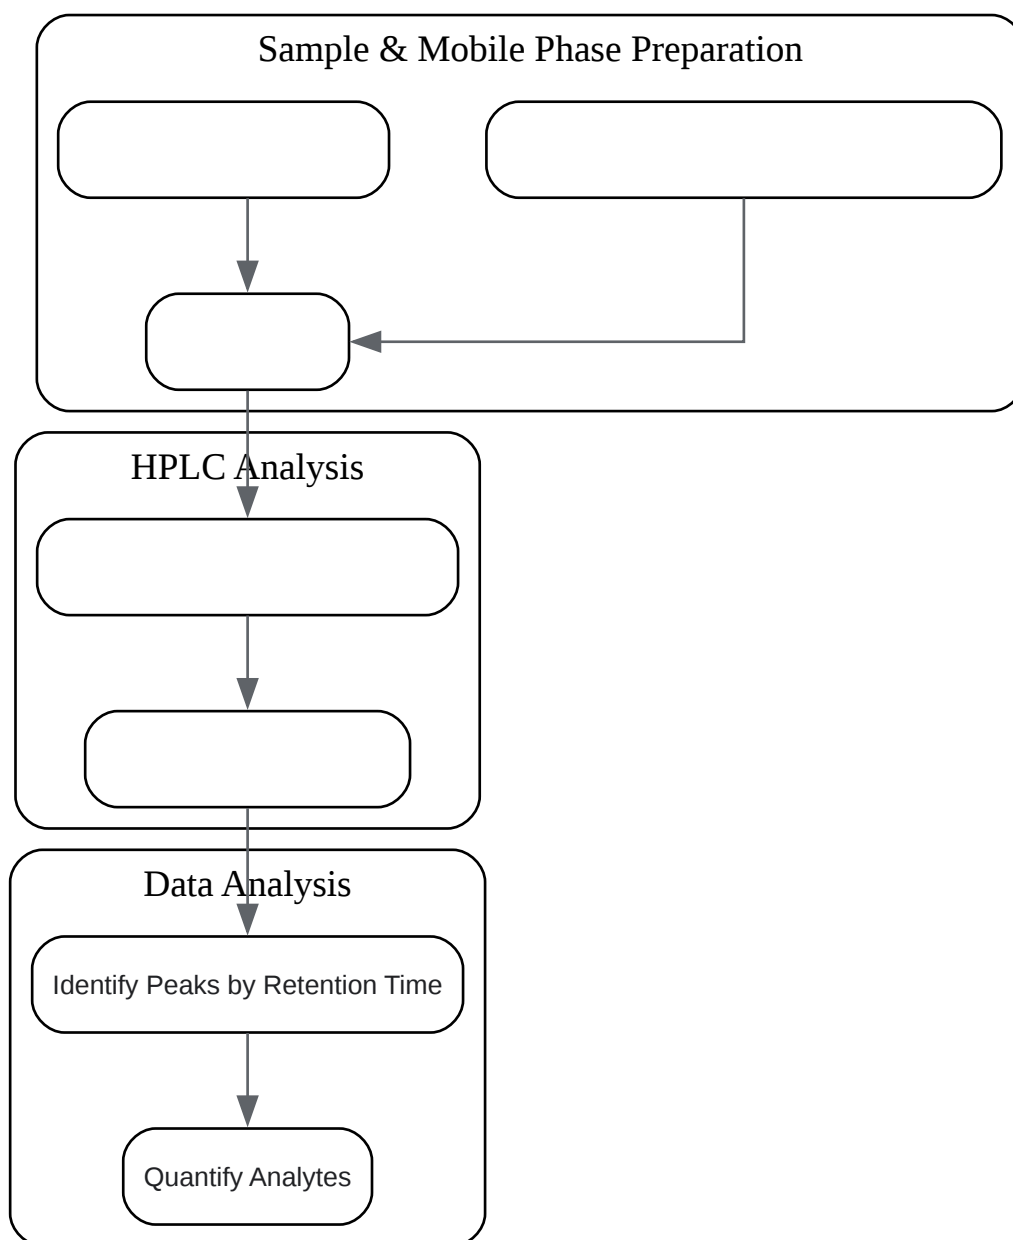 Sample & Mobile Phase Preparation
HPLC Analysis
Data Analysis
Identify Peaks by Retention Time
Quantify Analytes